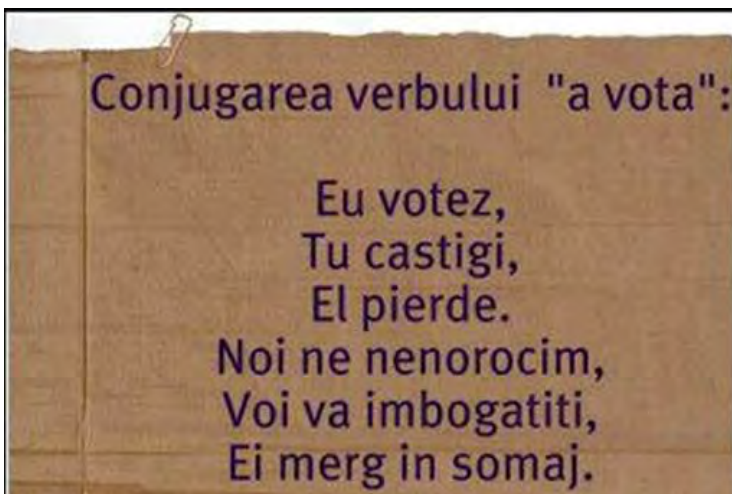 Conjugarea verbului "a vota":
Eu votez,
Tu castigi,
El pierde.
Noi ne nenorocim,
Voi va imbogatiti,
Ei merg in somaj.